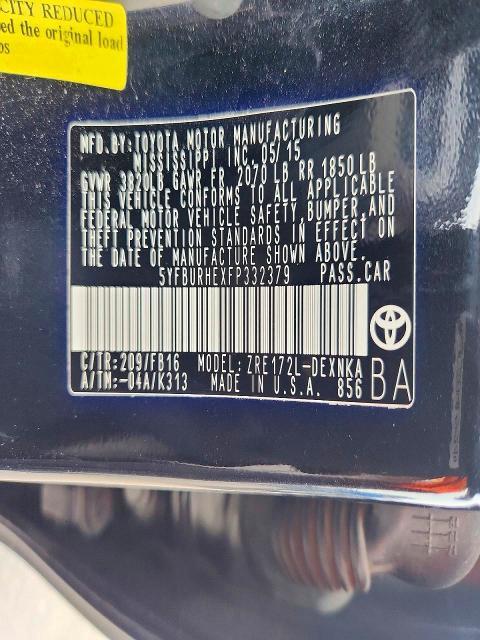 CITY REDUCED
ed the original load
os
MFD. BY: TOYOTA MOTOR MANUFACTURING
MISSISSIPPI INC. 05/15
GVWR 3820LB GAWR FR 2070 LB RR 1850 LB
THIS VEHICLE CONFORMS TO ALL APPLICABLE
FEDERAL MOTOR VEHICLE SAFETY, BUMPER, AND
THEFT PREVENTION STANDARDS IN EFFECT ON
THE DATE OF MANUFACTURE SHOWN ABOVE.
5YFBURHEXFP332379 PASS.CAR
C/TR: 209/FB16 MODEL: ZRE172L-DEXNKA
A/TM:-04A/K313 MADE IN U.S.A. 856 BA